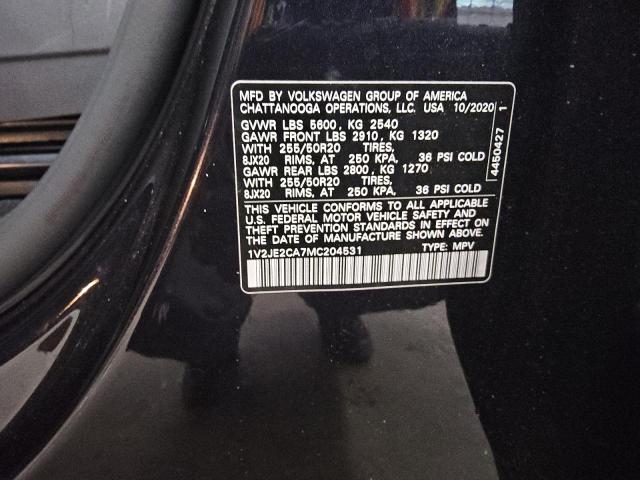 MFD BY VOLKSWAGEN GROUP OF AMERICA
CHATTANOOGA OPERATIONS, LLC. USA 10/2020
GVWR LBS 5600, KG 2540
GAWR FRONT LBS 2910, KG 1320
WITH 255/50R20 TIRES,
8JX20 RIMS, AT 250 KPA, 36 PSI COLD
GAWR REAR LBS 2800, KG 1270
WITH 255/50R20 TIRES,
8JX20 RIMS, AT 250 KPA, 36 PSI COLD
THIS VEHICLE CONFORMS TO ALL APPLICABLE
U.S. FEDERAL MOTOR VEHICLE SAFETY AND
THEFT PREVENTION STANDARDS IN EFFECT ON
THE DATE OF MANUFACTURE SHOWN ABOVE.
1V2JE2CA7MC204531 TYPE: MPV
4450427 1